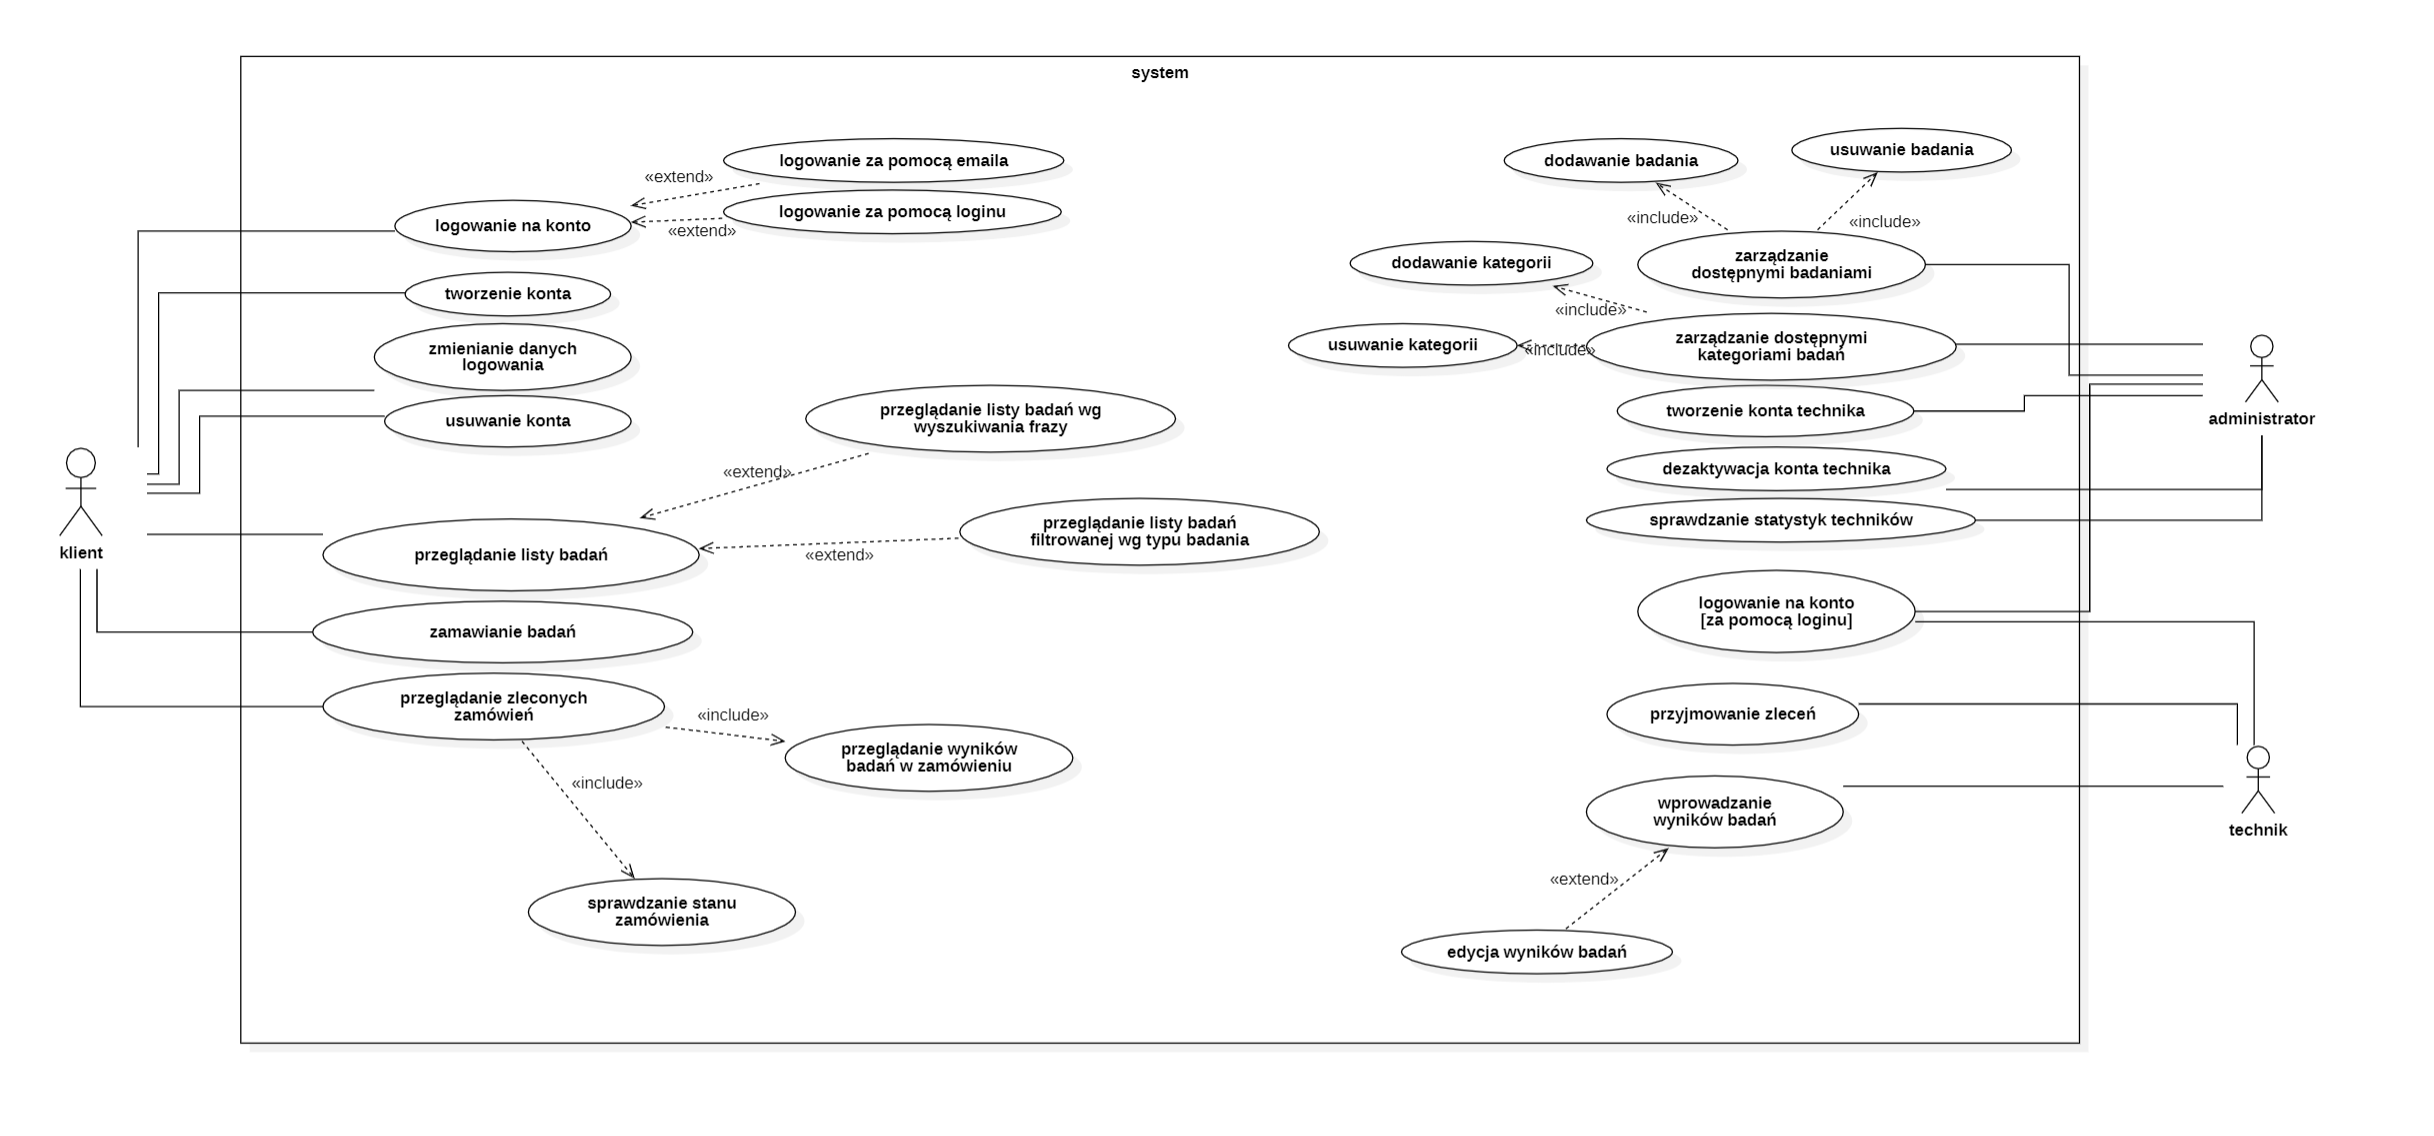 system
logowanie za pomocą emaila
«extend»
logowanie za pomocą loginu
logowanie na konto
«extend»
tworzenie konta
zmienianie danych
logowania
usuwanie konta
przeglądanie listy badań wg
wyszukiwania frazy
«extend»
klient
przeglądanie listy badań
przeglądanie listy badań
filtrowanej wg typu badania
«extend»
zamawianie badań
przeglądanie zleconych
zamówień
«include»
przeglądanie wyników
badań w zamówieniu
«include»
sprawdzanie stanu
zamówienia
dodawanie badania
usuwanie badania
«include»
«include»
zarządzanie
dostępnymi badaniami
dodawanie kategorii
«include»
usuwanie kategorii
«include»
zarządzanie dostępnymi
kategoriami badań
tworzenie konta technika
administrator
dezaktywacja konta technika
sprawdzanie statystyk techników
logowanie na konto
[za pomocą loginu]
przyjmowanie zleceń
wprowadzanie
wyników badań
technik
«extend»
edycja wyników badań